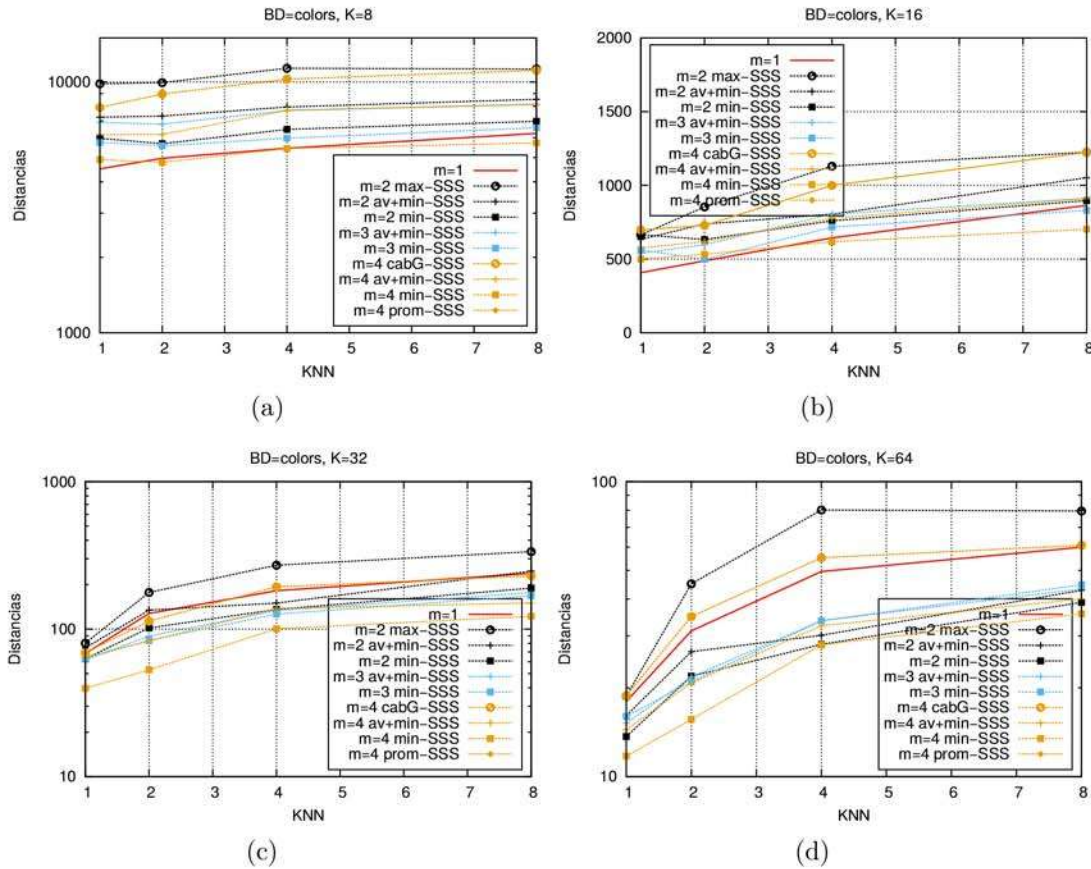 BD=colors, K=8
10000
1000
Distancias
m=1
m=2 max-SSS
m=2 av+min-SSS
m=2 min-SSS
m=3 av+min-SSS
m=3 min-SSS
m=4 cabG-SSS
m=4 av+min-SSS
m=4 min-SSS
m=4 prom-SSS
1 2 3 4 5 6 7 8
KNN
(a)
BD=colors, K=16
2000
1500
1000
500
0
Distancias
m=1
m=2 max-SSS
m=2 av+min-SSS
m=2 min-SSS
m=3 av+min-SSS
m=3 min-SSS
m=4 cabG-SSS
m=4 av+min-SSS
m=4 min-SSS
m=4 prom-SSS
1 2 3 4 5 6 7 8
KNN
(b)
BD=colors, K=32
1000
100
10
Distancias
m=1
m=2 max-SSS
m=2 av+min-SSS
m=2 min-SSS
m=3 av+min-SSS
m=3 min-SSS
m=4 cabG-SSS
m=4 av+min-SSS
m=4 min-SSS
m=4 prom-SSS
1 2 3 4 5 6 7 8
KNN
(c)
BD=colors, K=64
100
10
Distancias
m=1
m=2 max-SSS
m=2 av+min-SSS
m=2 min-SSS
m=3 av+min-SSS
m=3 min-SSS
m=4 cabG-SSS
m=4 av+min-SSS
m=4 min-SSS
m=4 prom-SSS
1 2 3 4 5 6 7 8
KNN
(d)